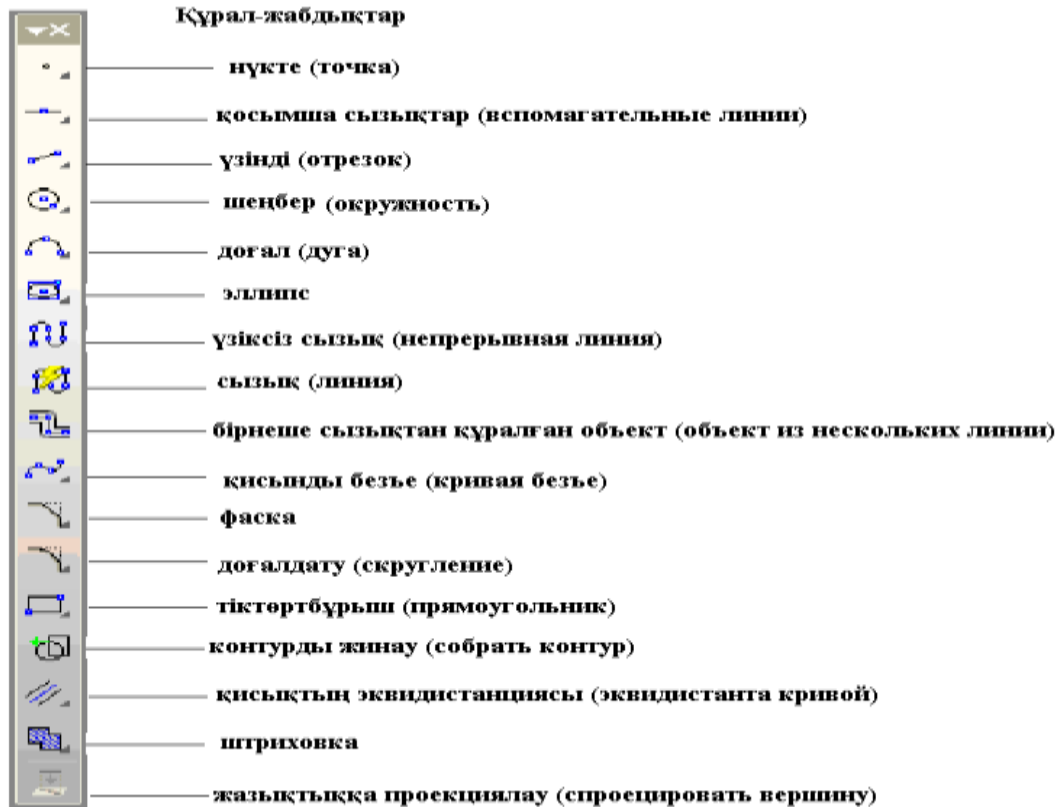 Құрал-жабдықтар
нүкте (точка)
қосымша сызықтар (вспомагательные линии)
үзінді (отрезок)
шеңбер (окружность)
доғал (дуга)
эллипс
үзіксіз сызық (непрерывная линия)
сызық (линия)
бірнеше сызықтан құралған объект (объект из нескольких линии)
қисынды безье (кривая безье)
фаска
доғалдату (скругление)
тіктөртбұрыш (прямоугольник)
контурды жинау (собрать контур)
қисықтың эквидистанциясы (эквидистанта кривой)
штриховка
жазықтыққа проекциялау (спроецировать вершину)